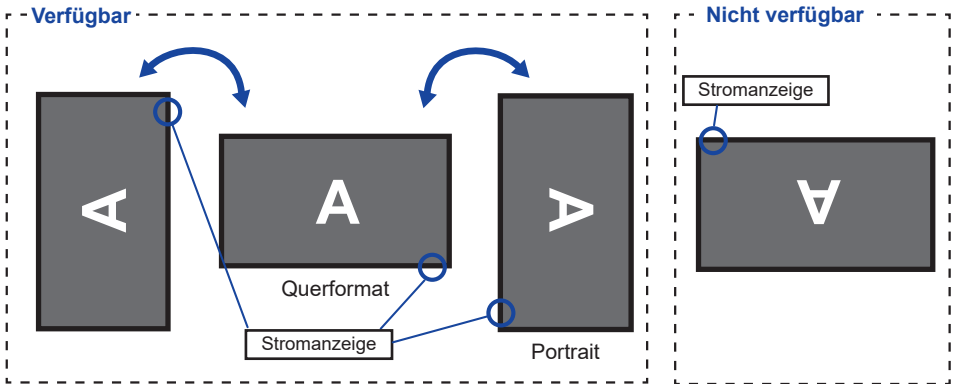 Verfügbar
A
A
A
Querformat
Stromanzeige
Portrait
Nicht verfügbar
Stromanzeige
A